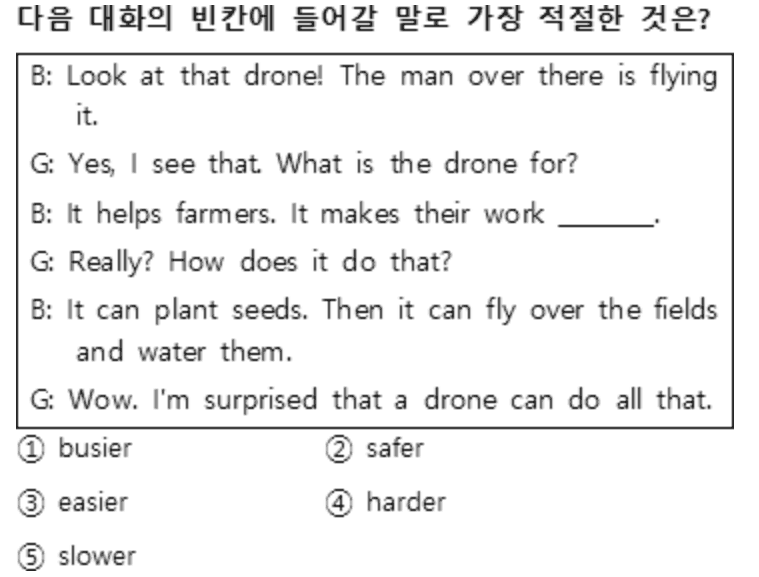 다음 대화의 빈칸에 들어갈 말로 가장 적절한 것은?
B: Look at that drone! The man over there is flying
it.
G: Yes, I see that. What is the drone for?
B: It helps farmers. It makes their work _______.
G: Really? How does it do that?
B: It can plant seeds. Then it can fly over the fields
and water them.
G: Wow. I'm surprised that a drone can do all that.
① busier ② safer
③ easier ④ harder
⑤ slower